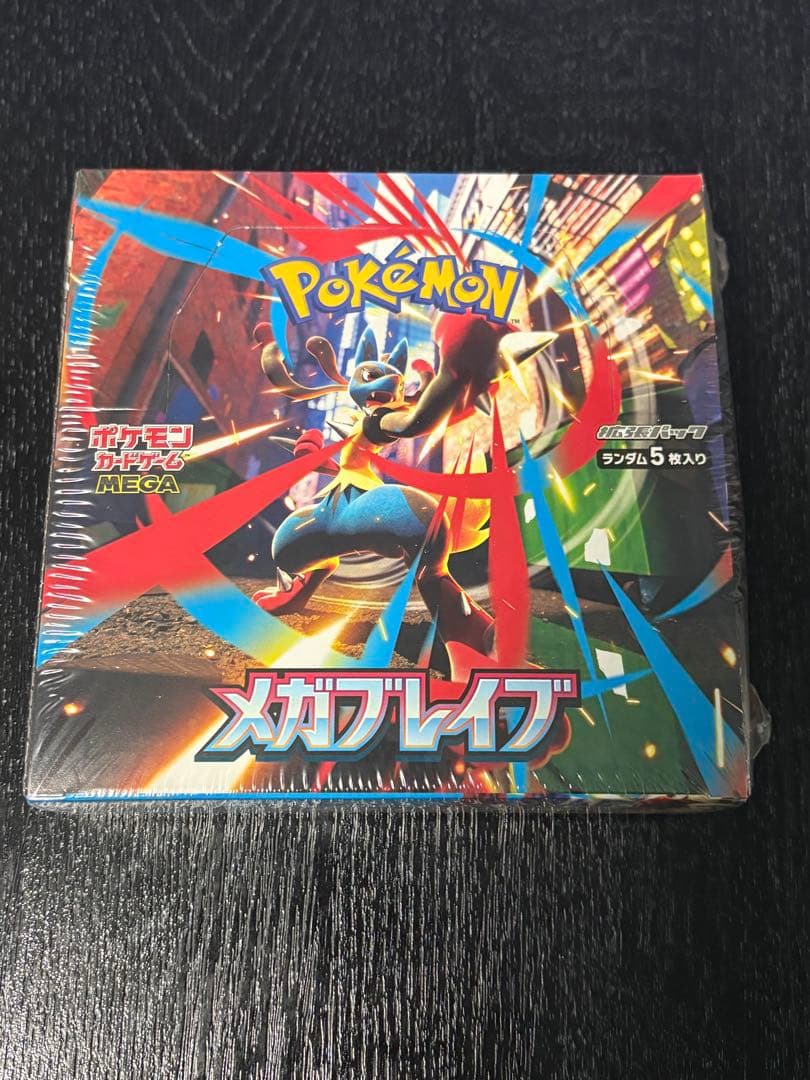 POKéMON
TM
ポケモン
カードゲーム
MEGA
拡張パック
ランダム5枚入り
メガブレイブ